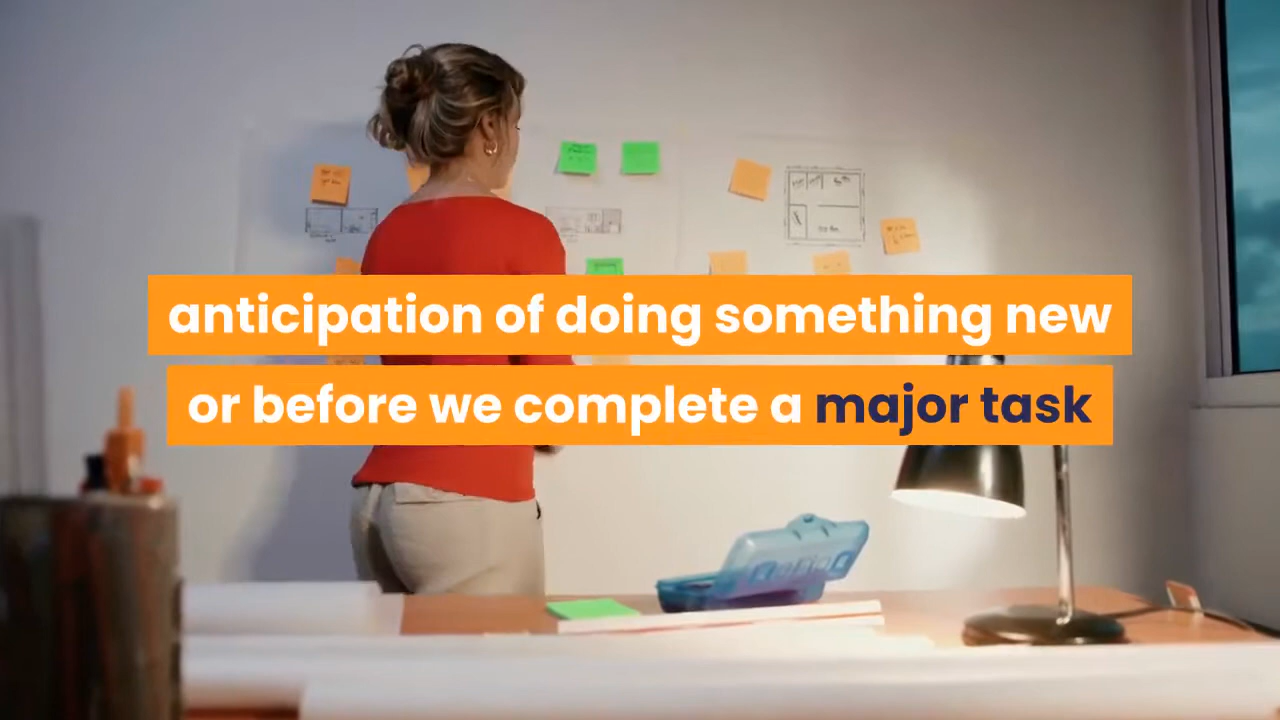 anticipation of doing something new
or before we complete a major task